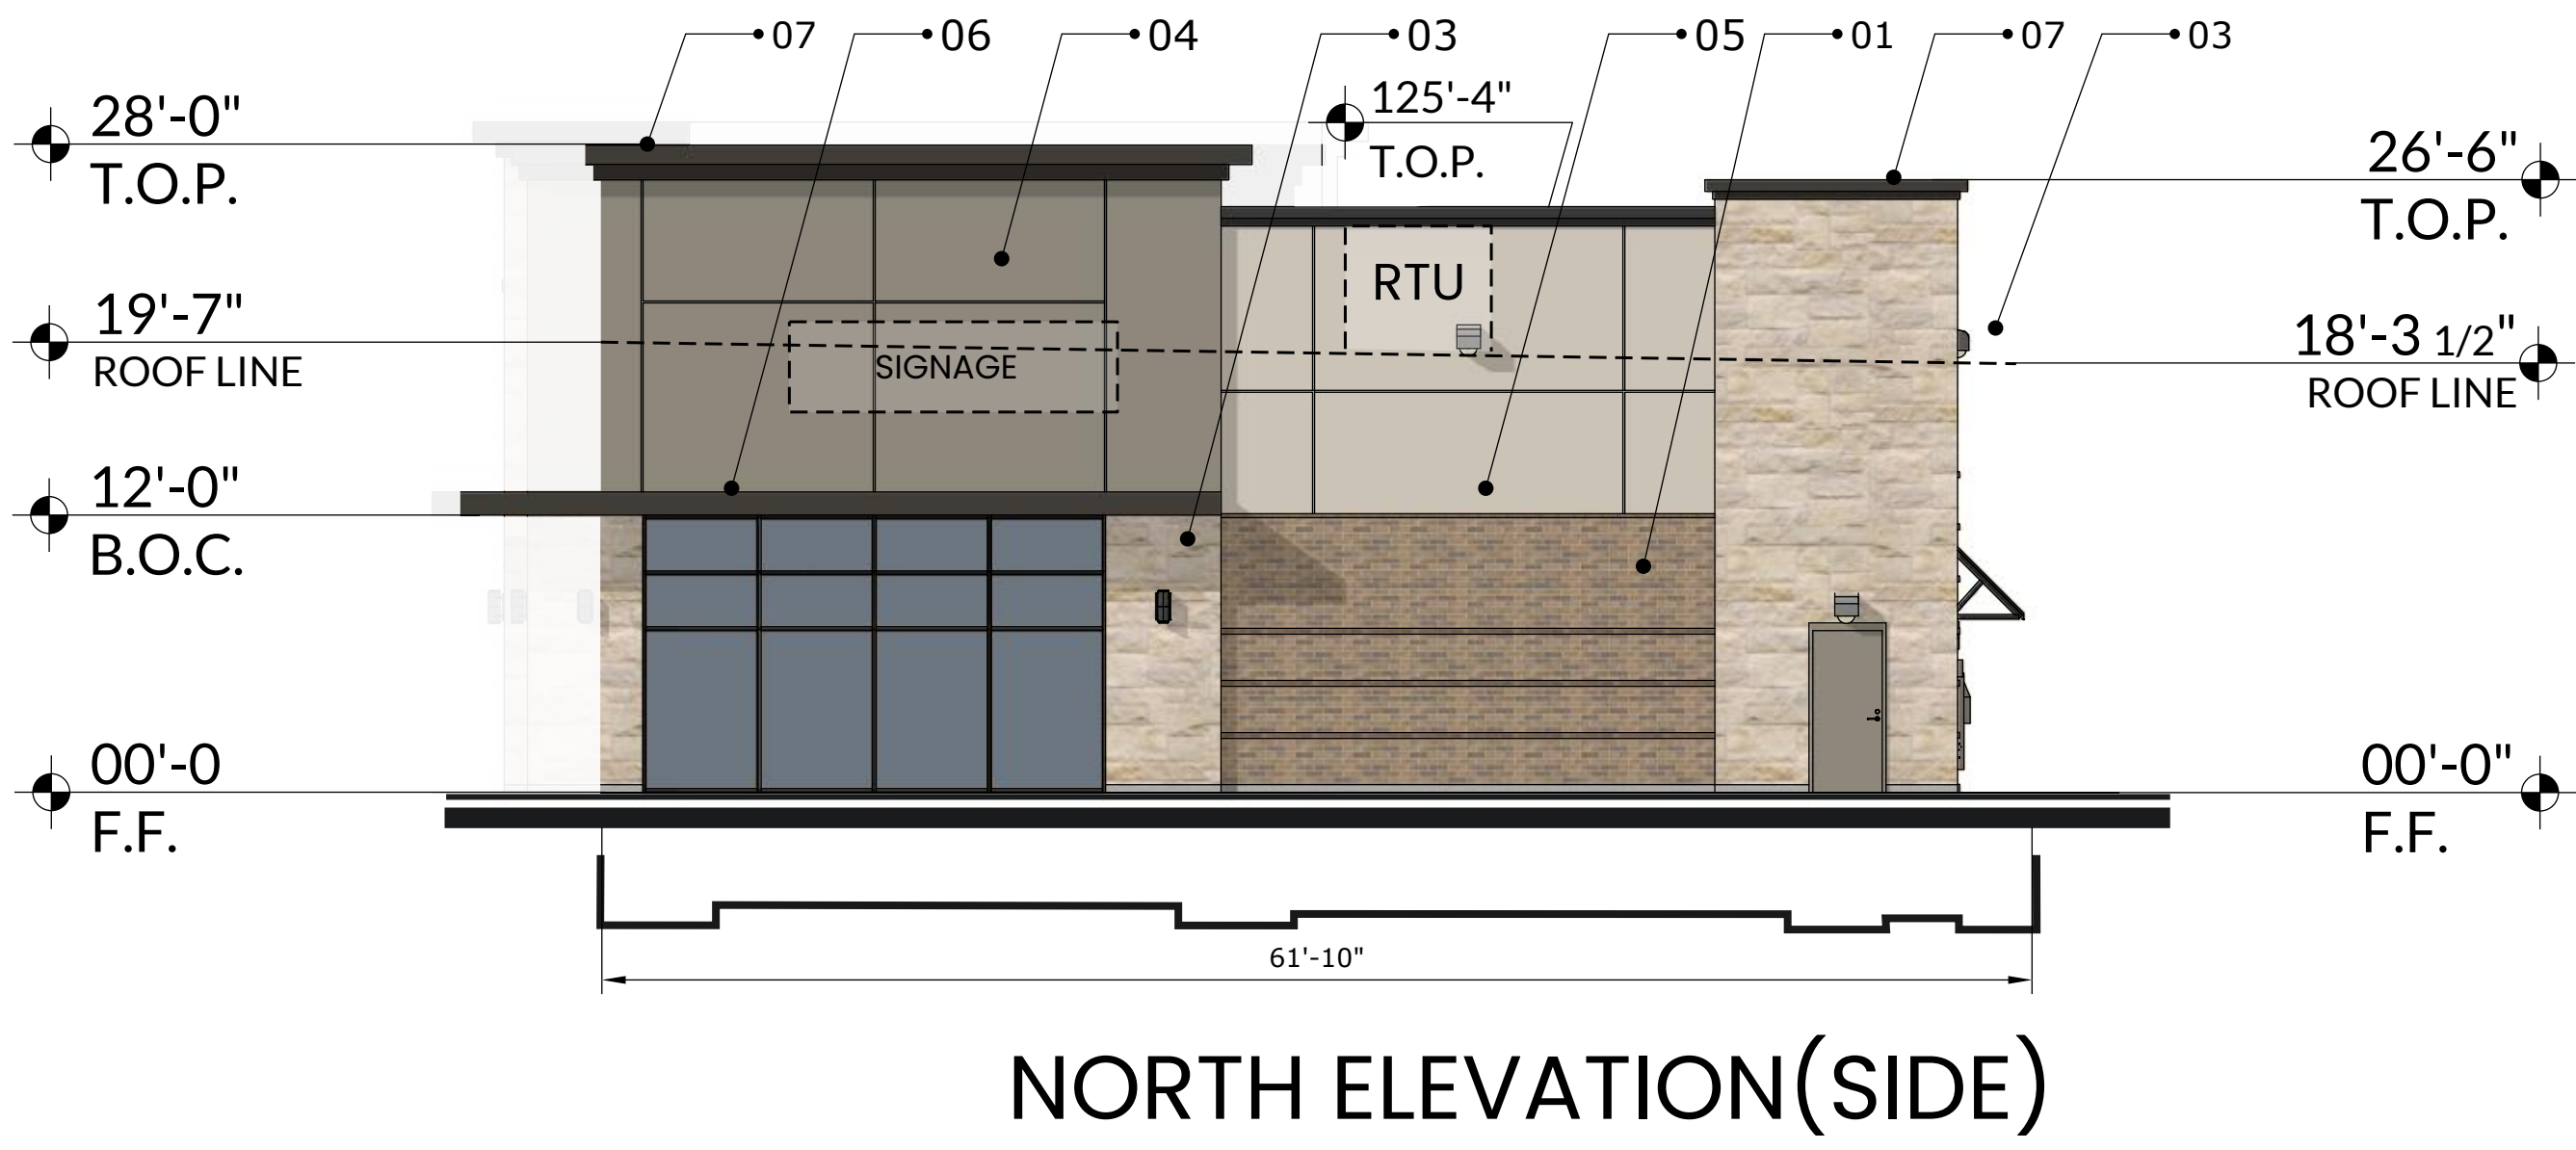 07
06
04
03
05
01
07
03
28'-0"
T.O.P.
125'-4"
T.O.P.
26'-6"
T.O.P.
RTU
19'-7"
ROOF LINE
SIGNAGE
18'-3 1/2"
ROOF LINE
12'-0"
B.O.C.
00'-0
F.F.
00'-0"
F.F.
61'-10"
NORTH ELEVATION(SIDE)